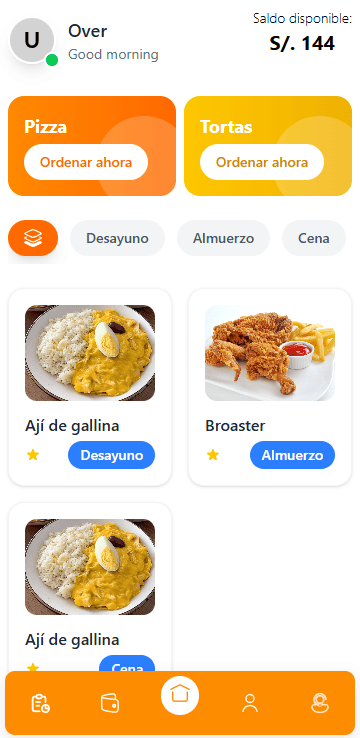 U
Over
Good morning
Saldo disponible:
S/. 144
Pizza
Ordenar ahora
Tortas
Ordenar ahora
Desayuno
Almuerzo
Cena
Ají de gallina
Desayuno
Broaster
Almuerzo
Ají de gallina
Cena